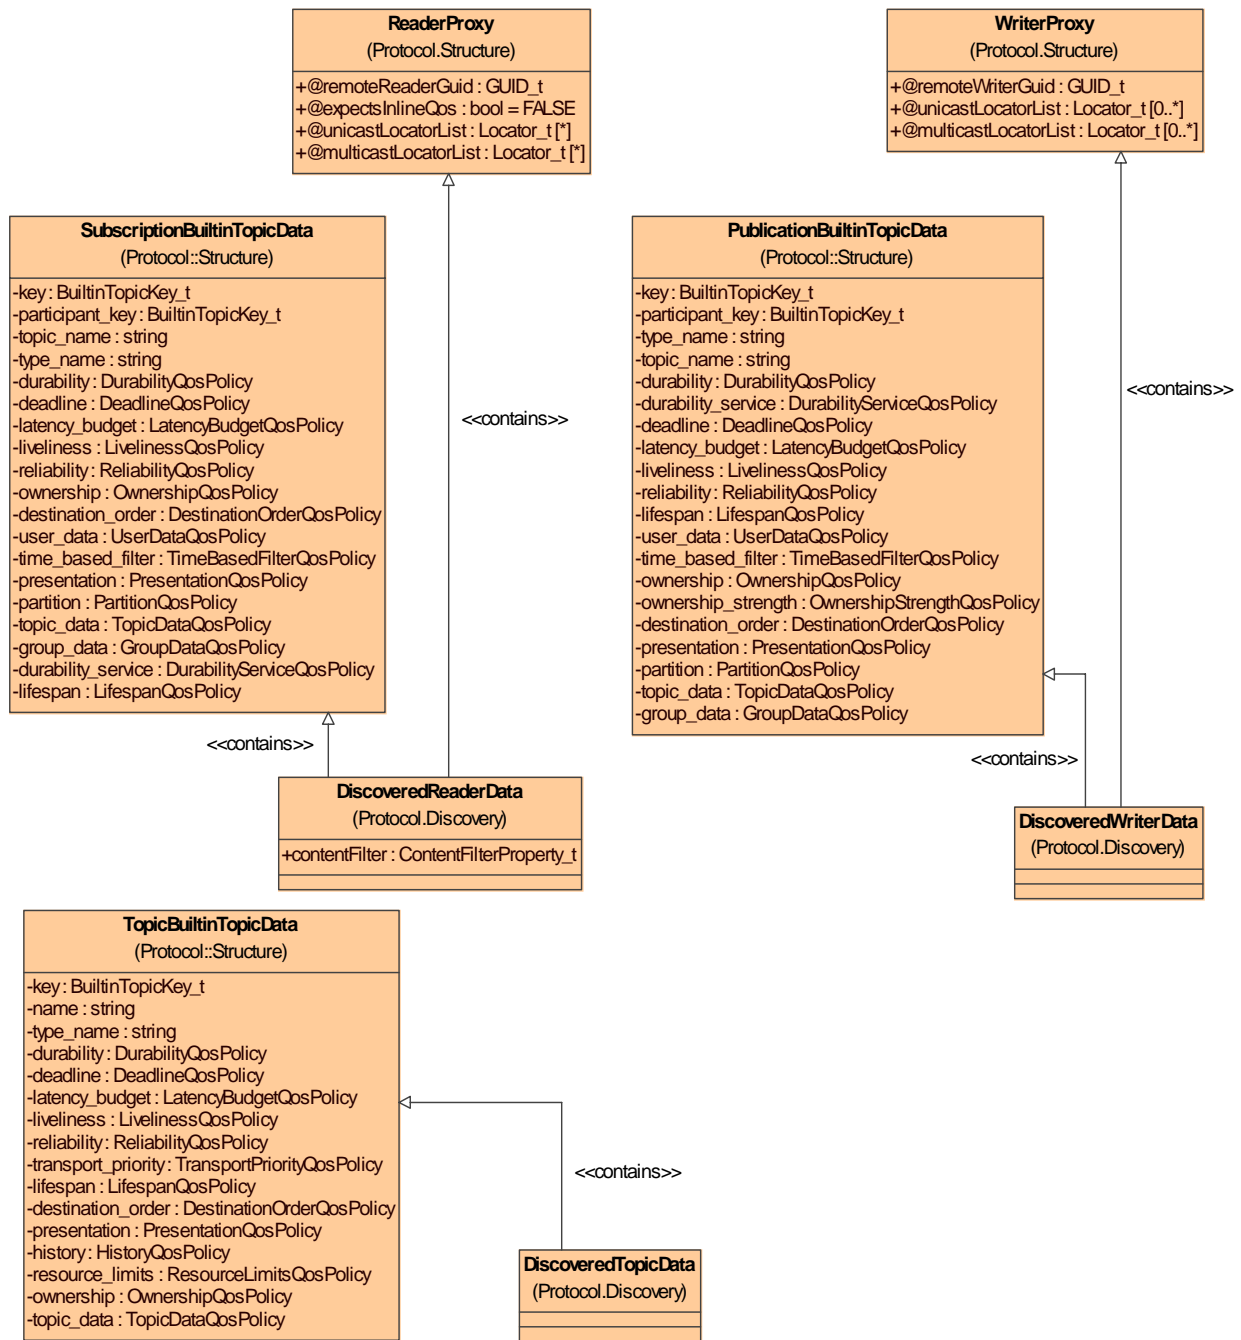 ReaderProxy
(Protocol.Structure)
+@remoteReaderGuid : GUID_t
+@expectsInlineQos : bool = FALSE
+@unicastLocatorList : Locator_t [*]
+@multicastLocatorList : Locator_t [*]
WriterProxy
(Protocol.Structure)
+@remoteWriterGuid : GUID_t
+@unicastLocatorList : Locator_t [0..*]
+@multicastLocatorList : Locator_t [0..*]
SubscriptionBuiltinTopicData
(Protocol::Structure)
-key : BuiltinTopicKey_t
-participant_key : BuiltinTopicKey_t
-topic_name : string
-type_name : string
-durability : DurabilityQosPolicy
-deadline : DeadlineQosPolicy
-latency_budget : LatencyBudgetQosPolicy
-liveliness : LivelinessQosPolicy
-reliability : ReliabilityQosPolicy
-ownership : OwnershipQosPolicy
-destination_order : DestinationOrderQosPolicy
-user_data : UserDataQosPolicy
-time_based_filter : TimeBasedFilterQosPolicy
-presentation : PresentationQosPolicy
-partition : PartitionQosPolicy
-topic_data : TopicDataQosPolicy
-group_data : GroupDataQosPolicy
-durability_service : DurabilityServiceQosPolicy
-lifespan : LifespanQosPolicy
<<contains>>
PublicationBuiltinTopicData
(Protocol::Structure)
-key : BuiltinTopicKey_t
-participant_key : BuiltinTopicKey_t
-type_name : string
-topic_name : string
-durability : DurabilityQosPolicy
-durability_service : DurabilityServiceQosPolicy
-deadline : DeadlineQosPolicy
-latency_budget : LatencyBudgetQosPolicy
-liveliness : LivelinessQosPolicy
-reliability : ReliabilityQosPolicy
-lifespan : LifespanQosPolicy
-user_data : UserDataQosPolicy
-time_based_filter : TimeBasedFilterQosPolicy
-ownership : OwnershipQosPolicy
-ownership_strength : OwnershipStrengthQosPolicy
-destination_order : DestinationOrderQosPolicy
-presentation : PresentationQosPolicy
-partition : PartitionQosPolicy
-topic_data : TopicDataQosPolicy
-group_data : GroupDataQosPolicy
<<contains>>
<<contains>>
<<contains>>
DiscoveredReaderData
(Protocol.Discovery)
+contentFilter : ContentFilterProperty_t
DiscoveredWriterData
(Protocol.Discovery)
TopicBuiltinTopicData
(Protocol::Structure)
-key : BuiltinTopicKey_t
-name : string
-type_name : string
-durability : DurabilityQosPolicy
-deadline : DeadlineQosPolicy
-latency_budget : LatencyBudgetQosPolicy
-liveliness : LivelinessQosPolicy
-reliability : ReliabilityQosPolicy
-transport_priority : TransportPriorityQosPolicy
-lifespan : LifespanQosPolicy
-destination_order : DestinationOrderQosPolicy
-presentation : PresentationQosPolicy
-history : HistoryQosPolicy
-resource_limits : ResourceLimitsQosPolicy
-ownership : OwnershipQosPolicy
-topic_data : TopicDataQosPolicy
<<contains>>
DiscoveredTopicData
(Protocol.Discovery)